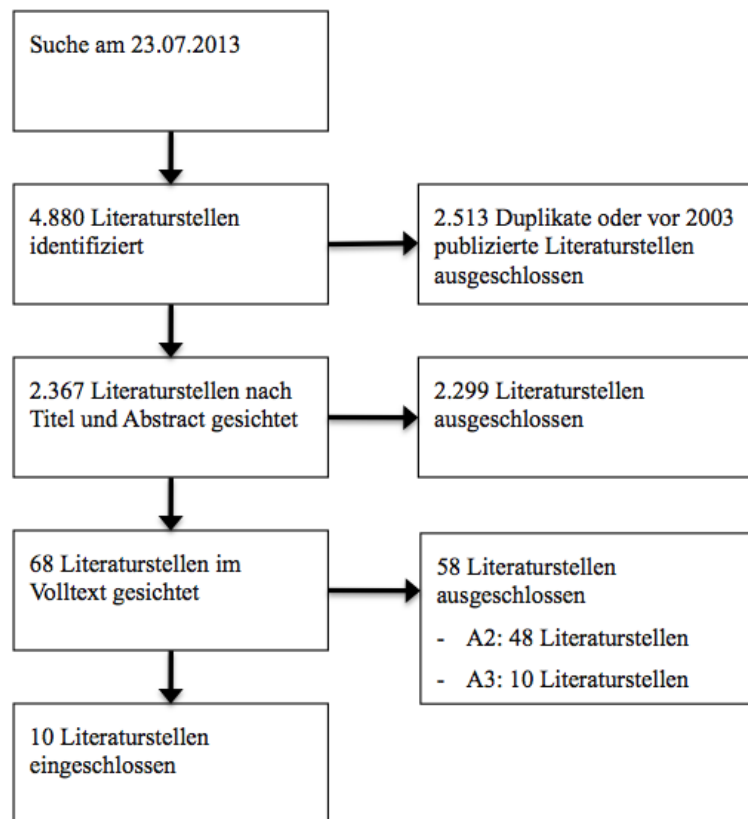 Suche am 23.07.2013
4.880 Literaturstellen
identifiziert
2.513 Duplikate oder vor 2003
publizierte Literaturstellen
ausgeschlossen
2.367 Literaturstellen nach
Titel und Abstract gesichtet
2.299 Literaturstellen
ausgeschlossen
68 Literaturstellen im
Volltext gesichtet
58 Literaturstellen
ausgeschlossen
- A2: 48 Literaturstellen
- A3: 10 Literaturstellen
10 Literaturstellen
eingeschlossen